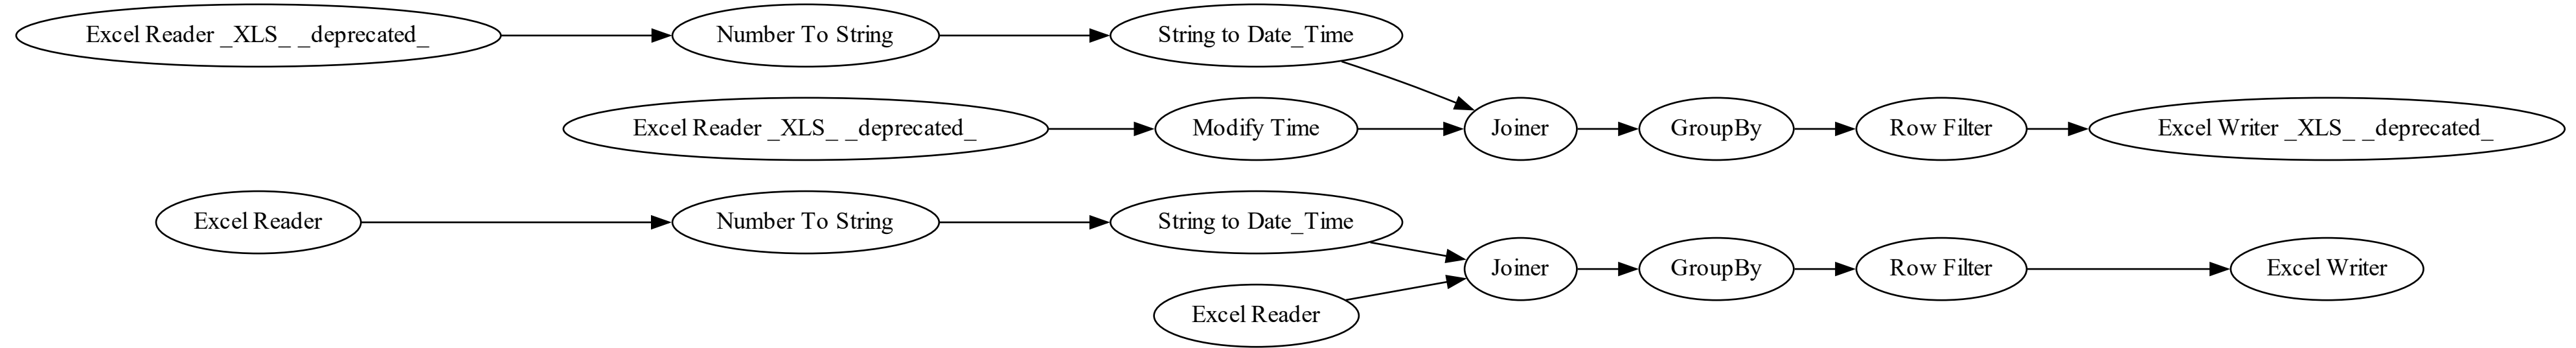 Excel Reader _XLS_ _deprecated_
Number To String
String to Date_Time
Excel Reader _XLS_ _deprecated_
Modify Time
Joiner
GroupBy
Row Filter
Excel Writer _XLS_ _deprecated_
Excel Reader
Number To String
String to Date_Time
Joiner
GroupBy
Row Filter
Excel Writer
Excel Reader